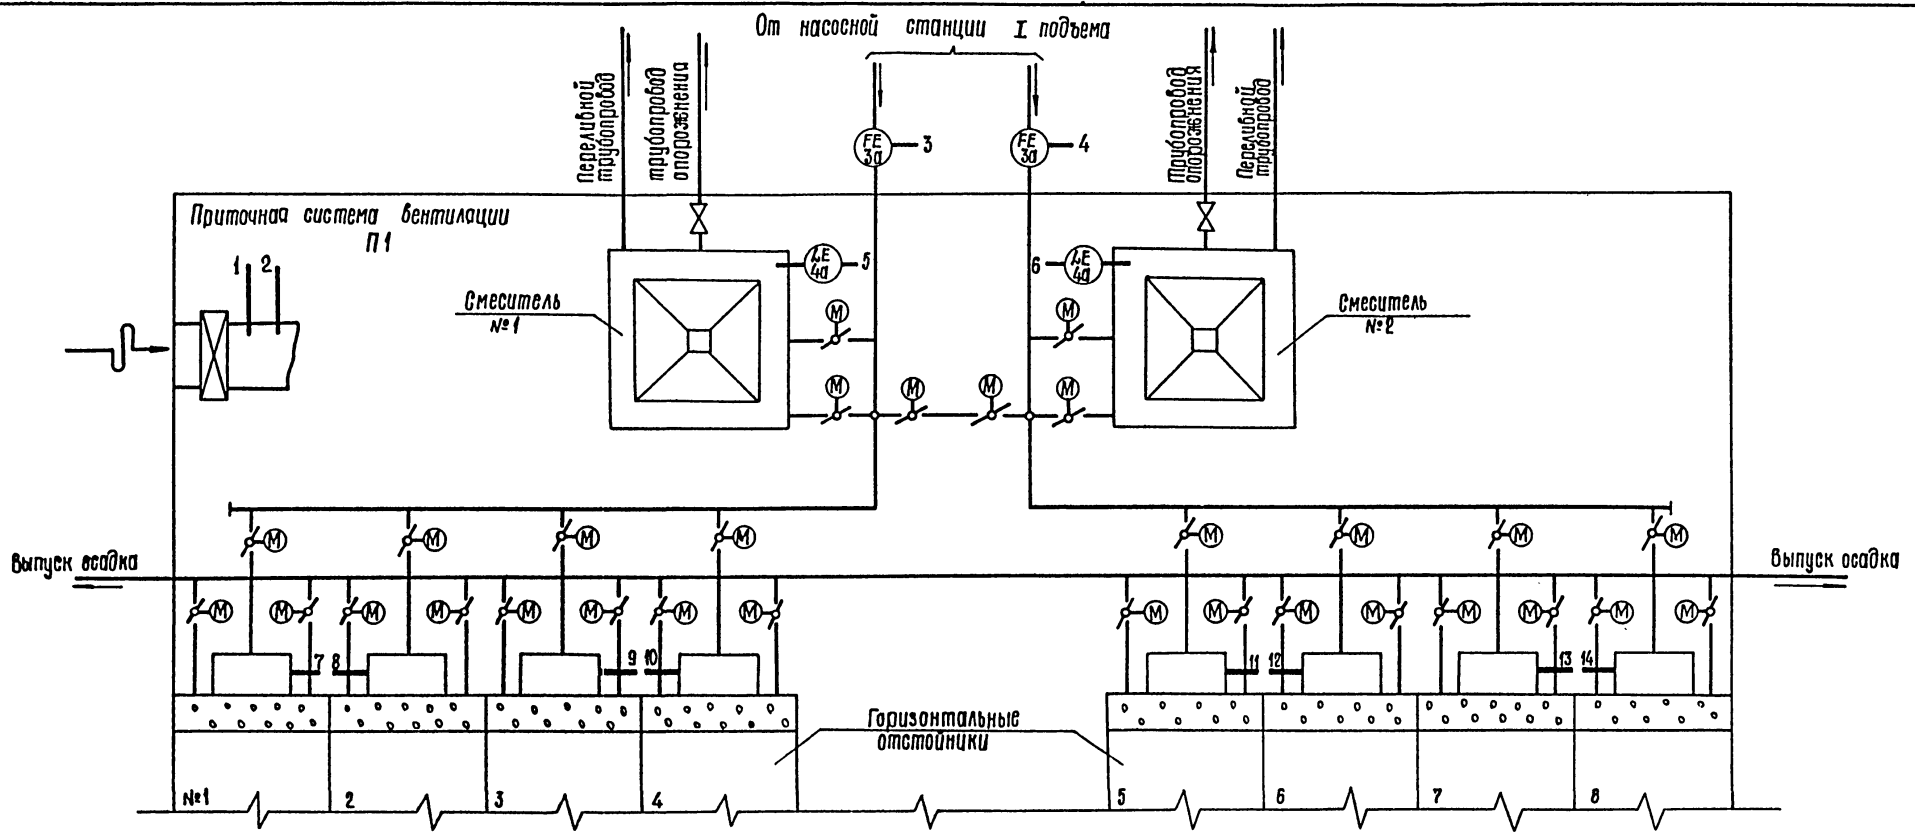 От насосной станции I подъема
Переливной
трубопровод
трубопровод
опорожнения
Трубопровод
опорожнения
Переливной
трубопровод
FE
3а
3
FE
3а
4
Приточная система вентиляции
П1
1 2
LE
4а
5
6
LE
4а
Смеситель
№1
Смеситель
№2
М М
М М М М
М М М М М М М М
Выпуск осадка
Выпуск осадка
М М М М М М М М М М М М М М М М
7 8 9 10 11 12 13 14
Горизонтальные
отстойники
№1 2 3 4 5 6 7 8